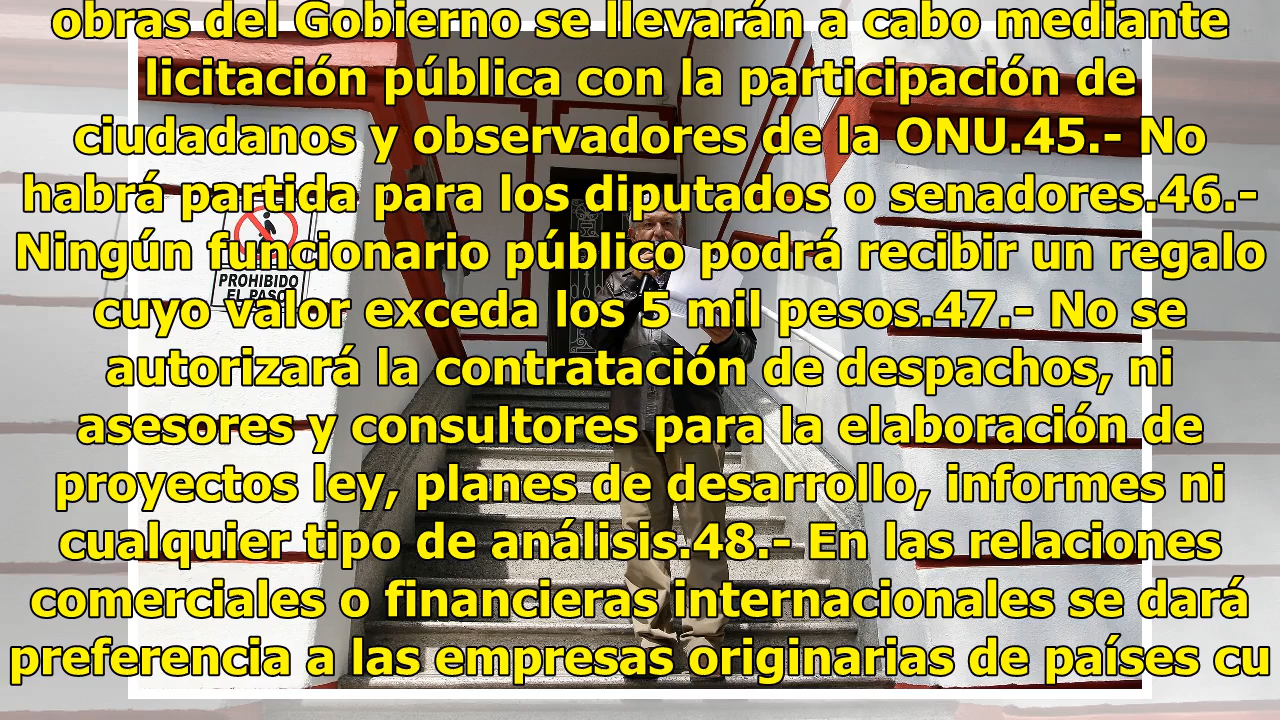 obras del Gobierno se llevarán a cabo mediante
licitación pública con la participación de
ciudadanos y observadores de la ONU.45.- No
habrá partida para los diputados o senadores.46.-
Ningún funcionario público podrá recibir un regalo
cuyo valor exceda los 5 mil pesos.47.- No se
autorizará la contratación de despachos, ni
asesores y consultores para la elaboración de
proyectos ley, planes de desarrollo, informes ni
cualquier tipo de análisis.48.- En las relaciones
comerciales o financieras internacionales se dará
preferencia a las empresas originarias de países cu
PROHIBIDO
EL PASO